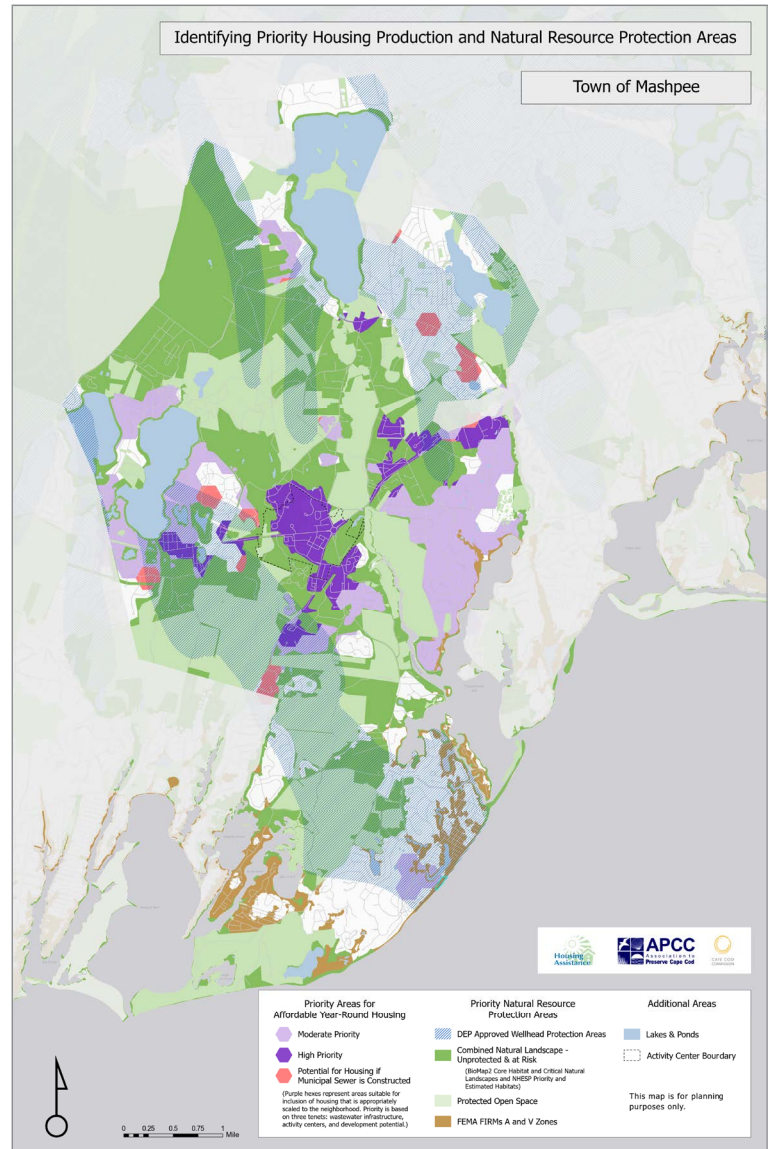 Identifying Priority Housing Production and Natural Resource Protection Areas
Town of Mashpee
Housing
Assistance
APCC
Association to
Preserve Cape Cod
CAPE COD
COMMISSION
Priority Areas for
Affordable Year-Round Housing
Moderate Priority
High Priority
Potential for Housing if
Municipal Sewer is Constructed
(Purple hexes represent areas suitable for
inclusion of housing that is appropriately
scaled to the neighborhood. Priority is based
on three tenets: wastewater infrastructure,
activity centers, and development potential.)
Priority Natural Resource
Protection Areas
DEP Approved Wellhead Protection Areas
Combined Natural Landscape -
Unprotected & at Risk
(BioMap2 Core Habitat and Critical Natural
Landscapes and NHESP Priority and
Estimated Habitats)
Protected Open Space
FEMA FIRMs A and V Zones
Additional Areas
Lakes & Ponds
Activity Center Boundary
This map is for planning
purposes only.
0 0.25 0.5 0.75 1
Mile